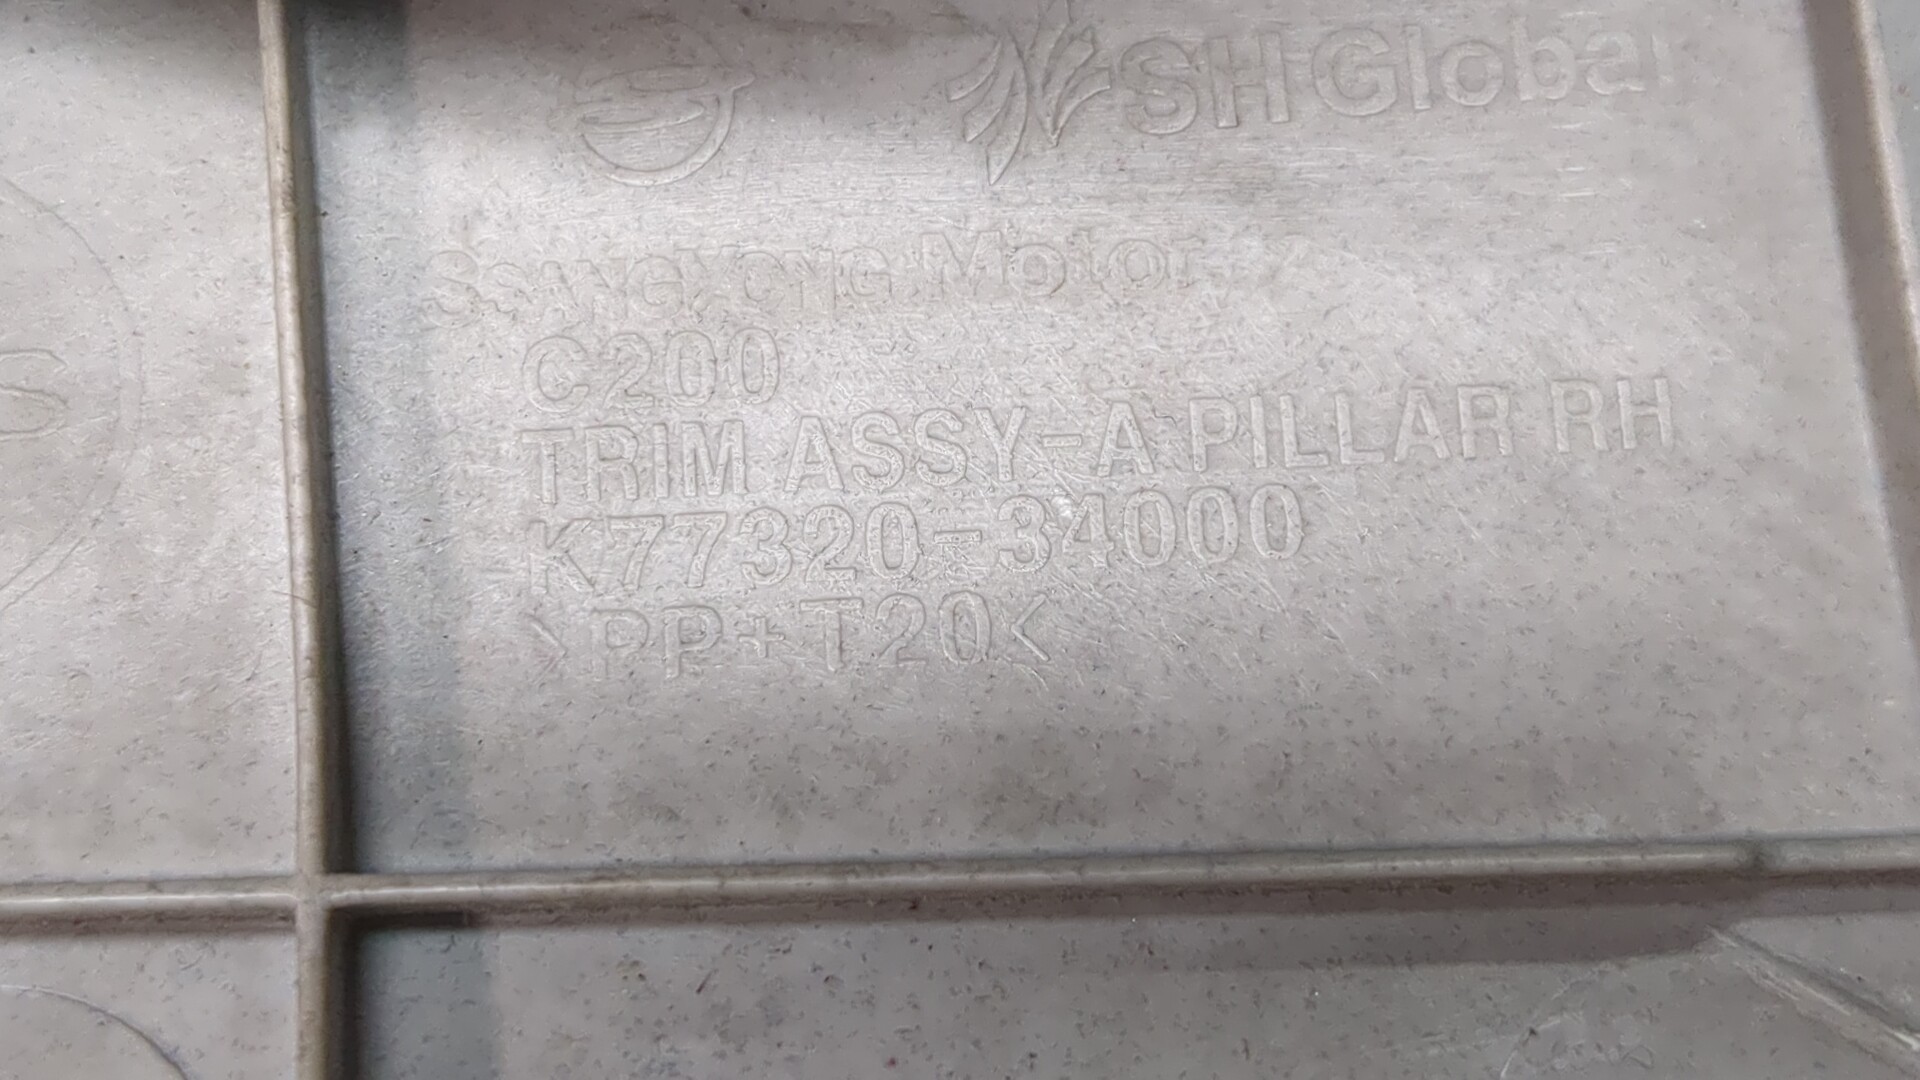 SH Global
SSANGYONG Motor
C200
TRIM ASSY-A PILLAR RH
K77320-34000
>PP+T20<
S